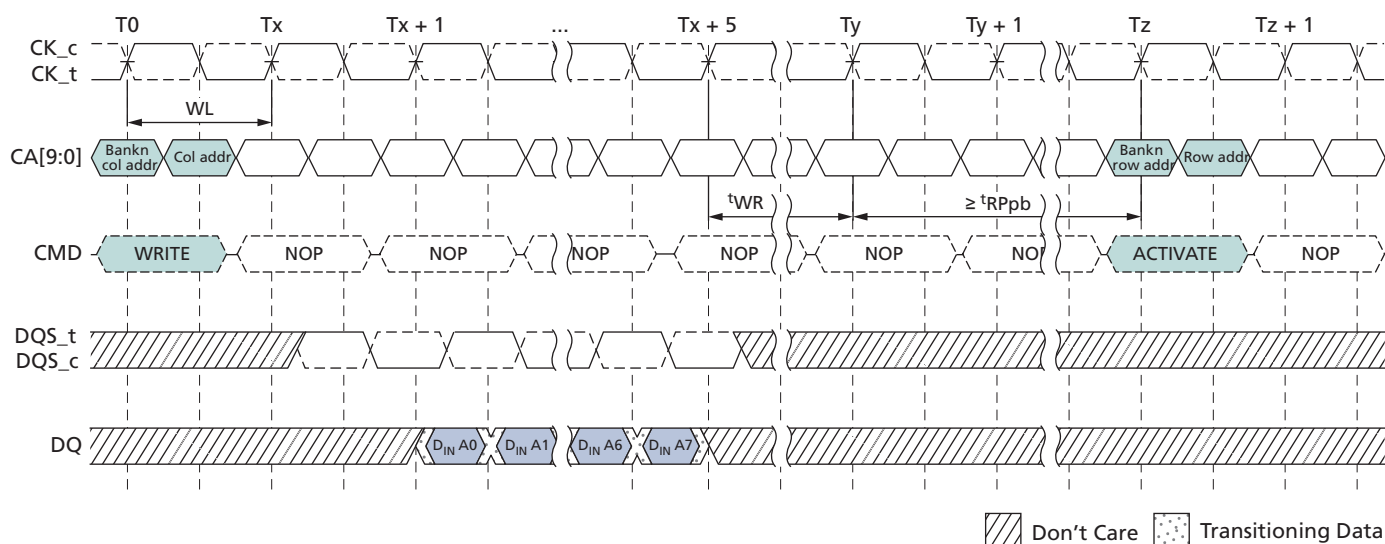 T0 Tx Tx + 1 ... Tx + 5 Ty Ty + 1 Tz Tz + 1
CK_c
CK_t
WL
CA[9:0]
Bankn
col addr
Col addr
Bankn
row addr
Row addr
tWR
≥ tRPpb
CMD WRITE NOP NOP NOP NOP NOP NOP ACTIVATE NOP
DQS_t
DQS_c
DQ DIN A0 DIN A1 DIN A6 DIN A7
Don't Care Transitioning Data